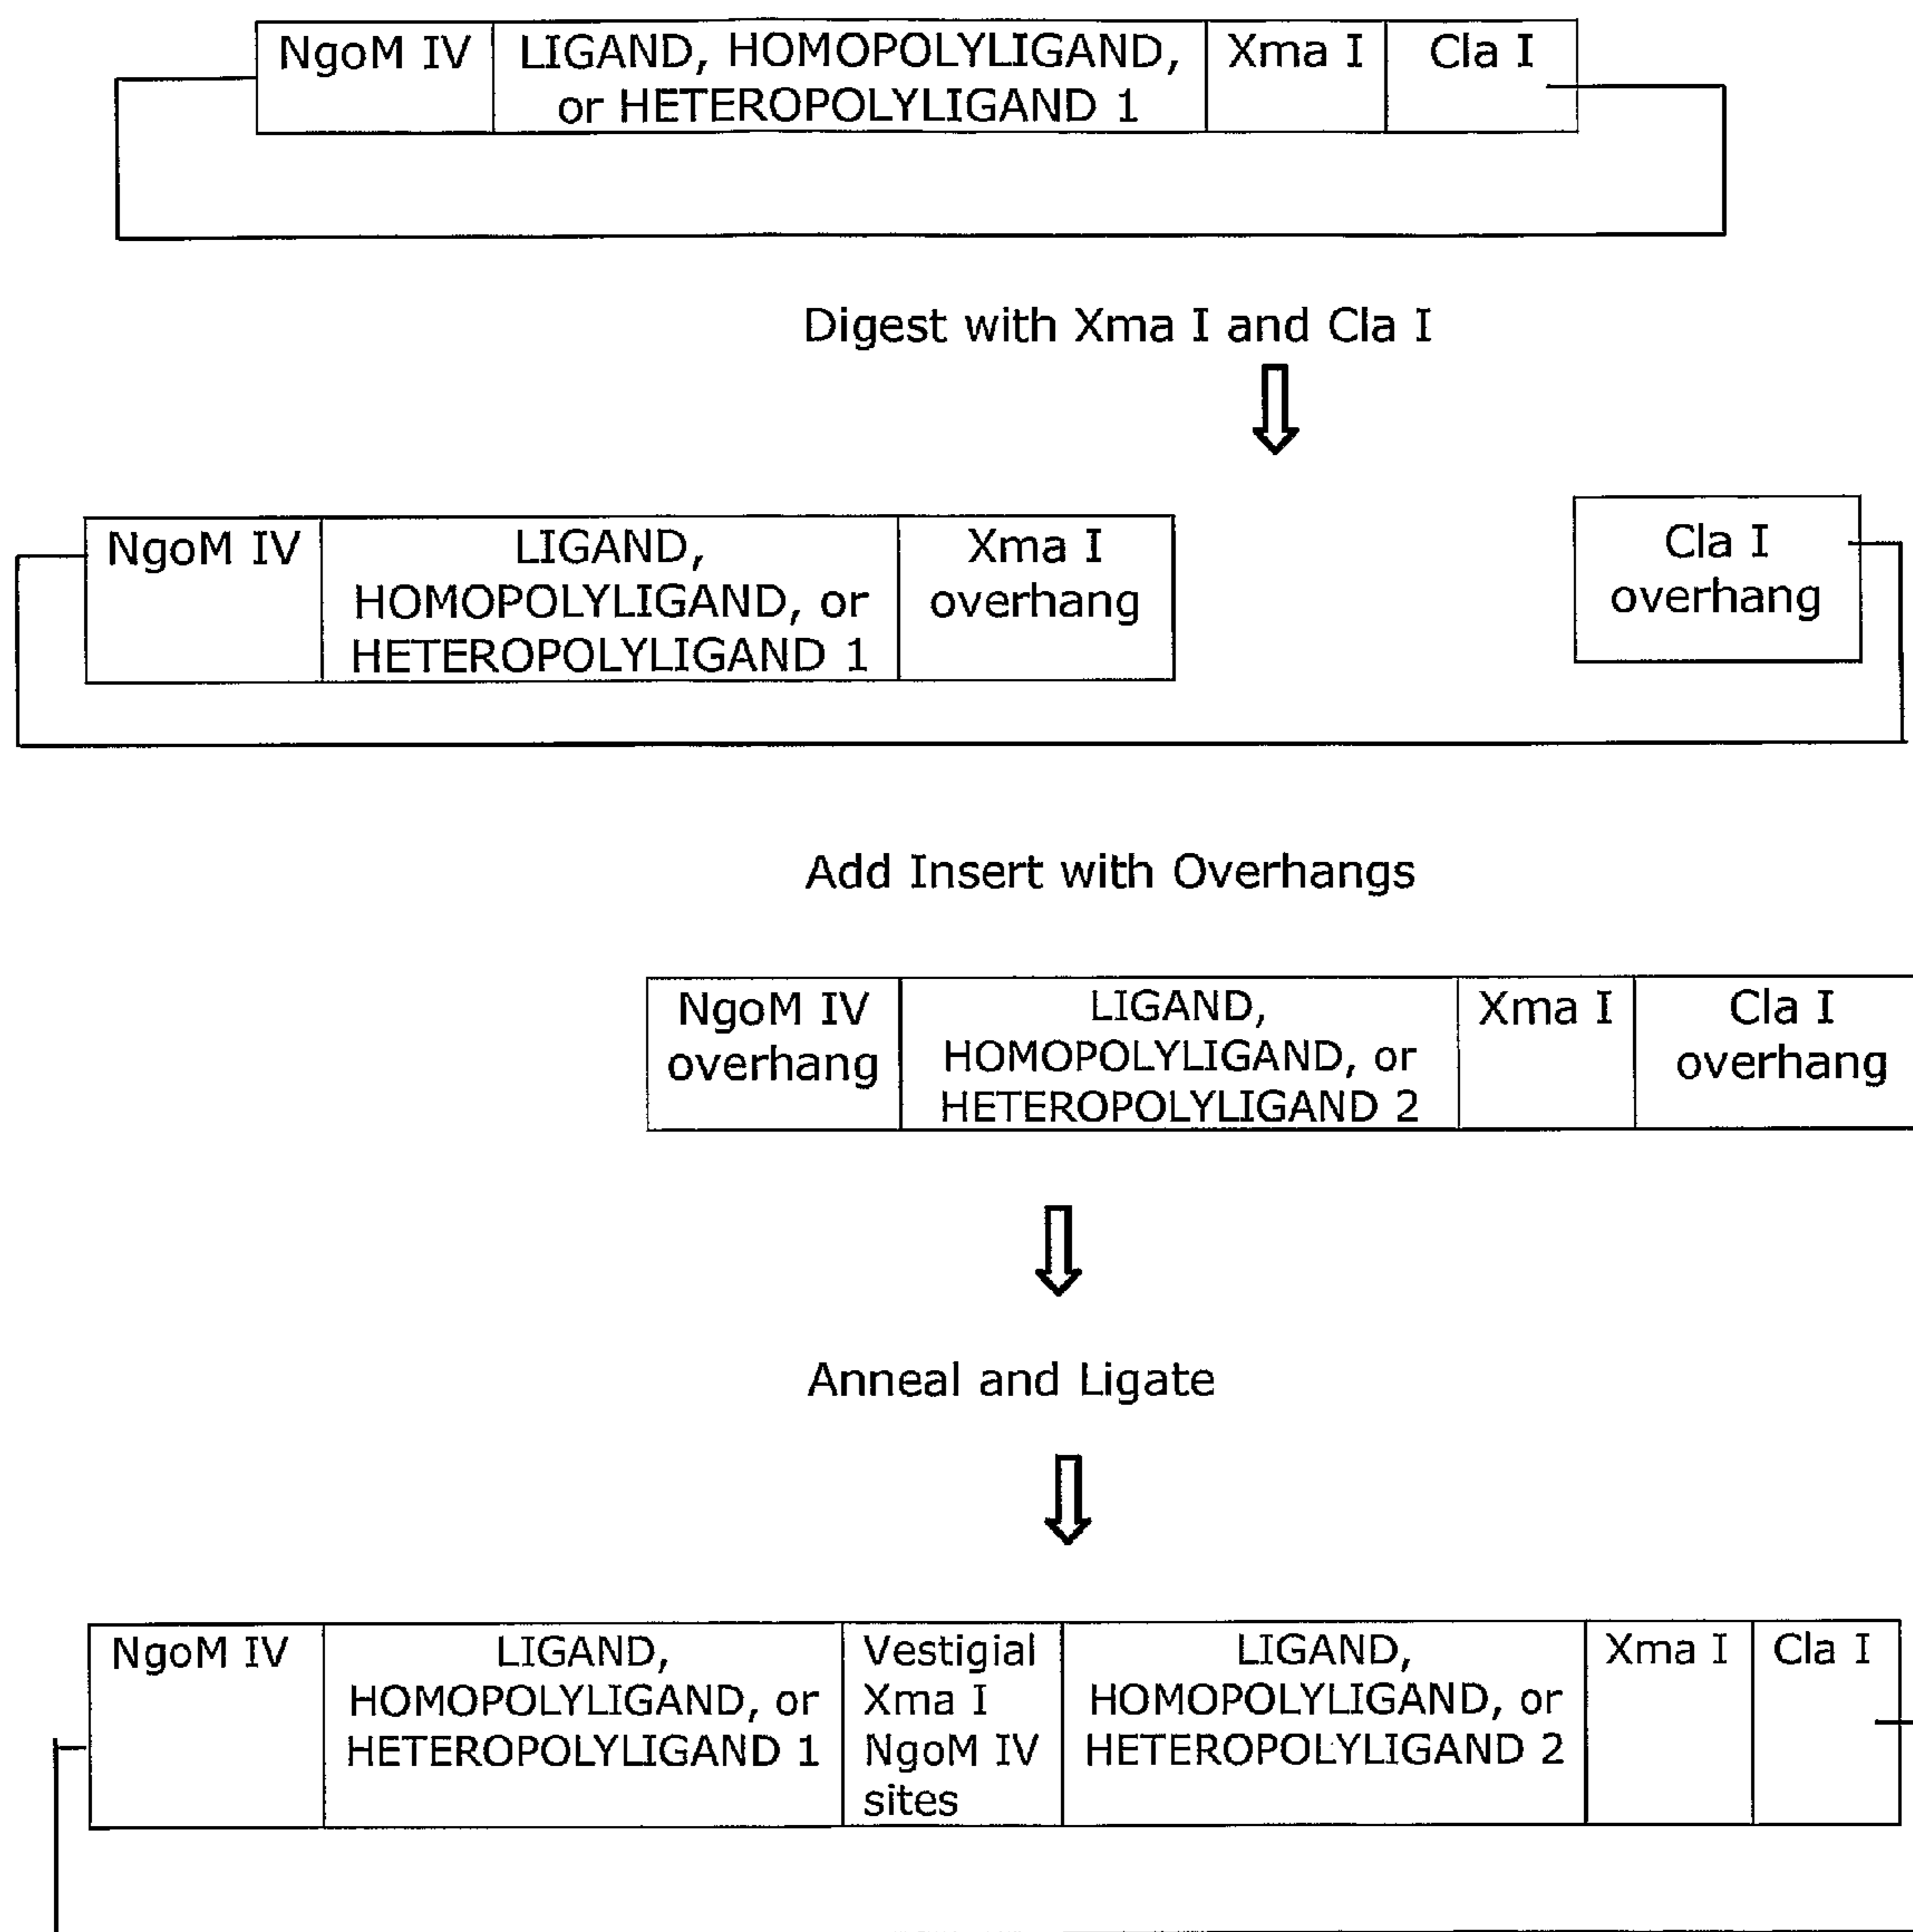 NgoM IV
LIGAND, HOMOPOLYLIGAND,
or HETEROPOLYLIGAND 1
Xma I
Cla I
Digest with Xma I and Cla I
NgoM IV
LIGAND,
HOMOPOLYLIGAND, or
HETEROPOLYLIGAND 1
Xma I
overhang
Cla I
overhang
Add Insert with Overhangs
NgoM IV
overhang
LIGAND,
HOMOPOLYLIGAND, or
HETEROPOLYLIGAND 2
Xma I
Cla I
overhang
Anneal and Ligate
NgoM IV
LIGAND,
HOMOPOLYLIGAND, or
HETEROPOLYLIGAND 1
Vestigial
Xma I
NgoM IV
sites
LIGAND,
HOMOPOLYLIGAND, or
HETEROPOLYLIGAND 2
Xma I
Cla I